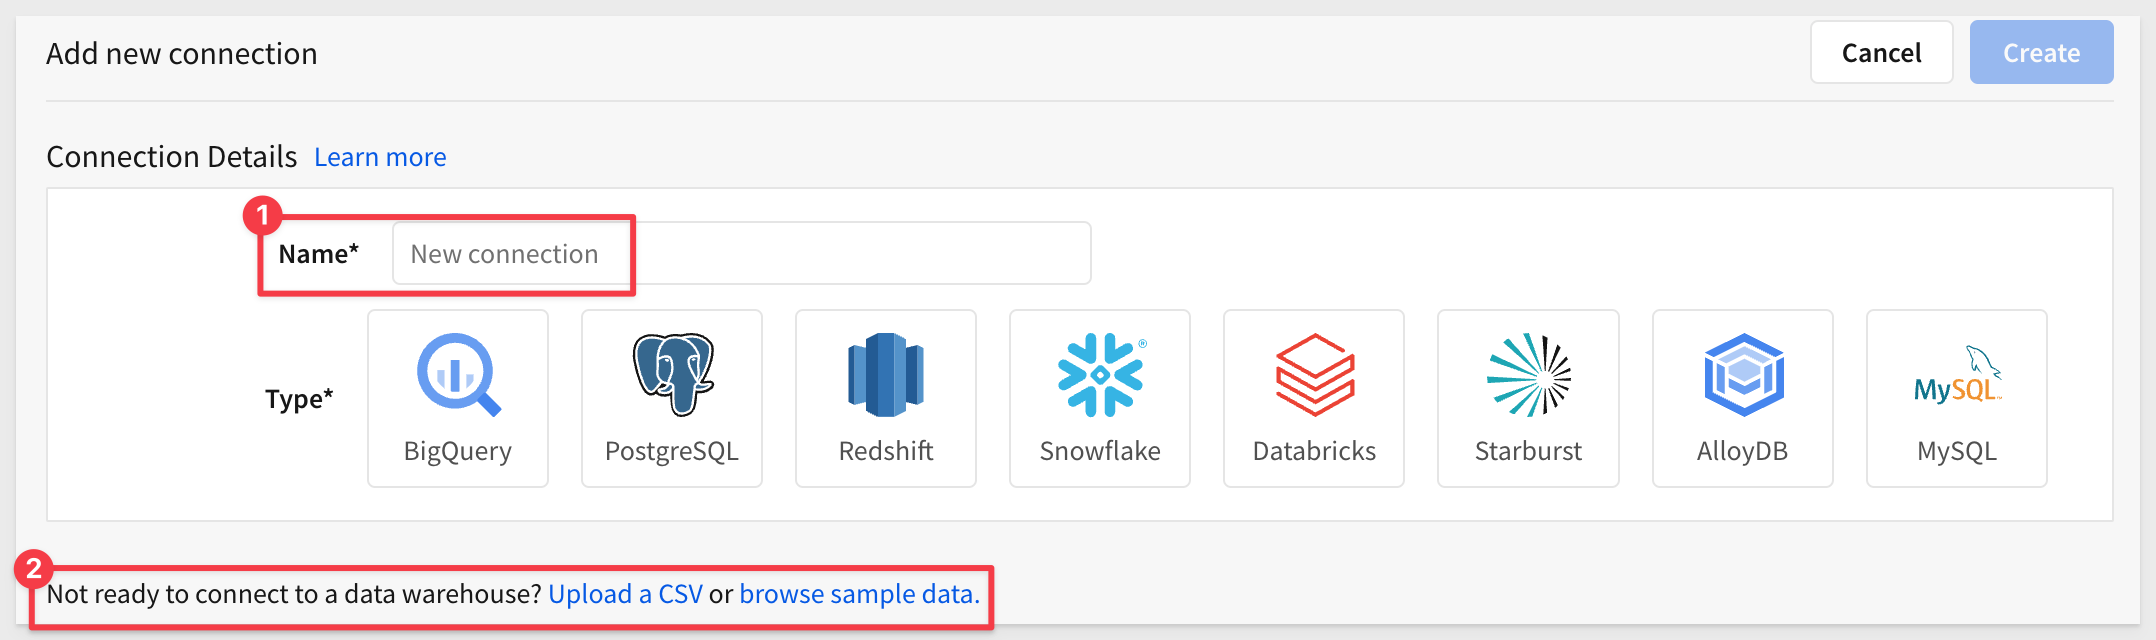 Add new connection
Cancel
Create
Connection Details Learn more
1
Name* New connection
Type*
BigQuery
PostgreSQL
Redshift
®
Snowflake
Databricks
Starburst
AlloyDB
MySQL™
MySQL
2
Not ready to connect to a data warehouse? Upload a CSV or browse sample data.